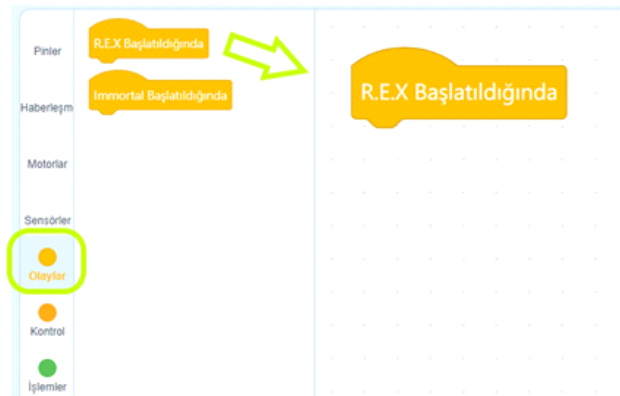 Pinler
Haberleşm
Motorlar
Sensörler
Olaylar
Kontrol
İşlemler
R.E.X Başlatıldığında
Immortal Başlatıldığında
R.E.X Başlatıldığında